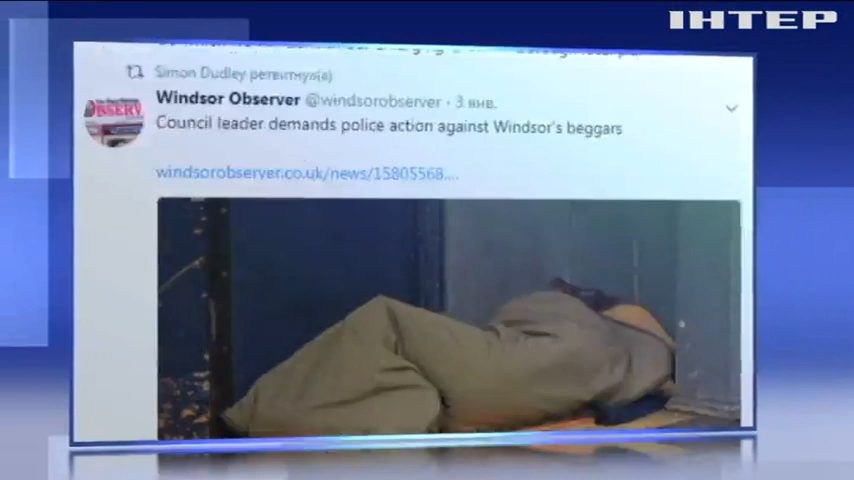 ІНТЕР
Simon Dudley ретвитнул(а)
Windsor Observer @windsorobserver · 3 янв.
Council leader demands police action against Windsor's beggars
windsorobserver.co.uk/news/15805568....